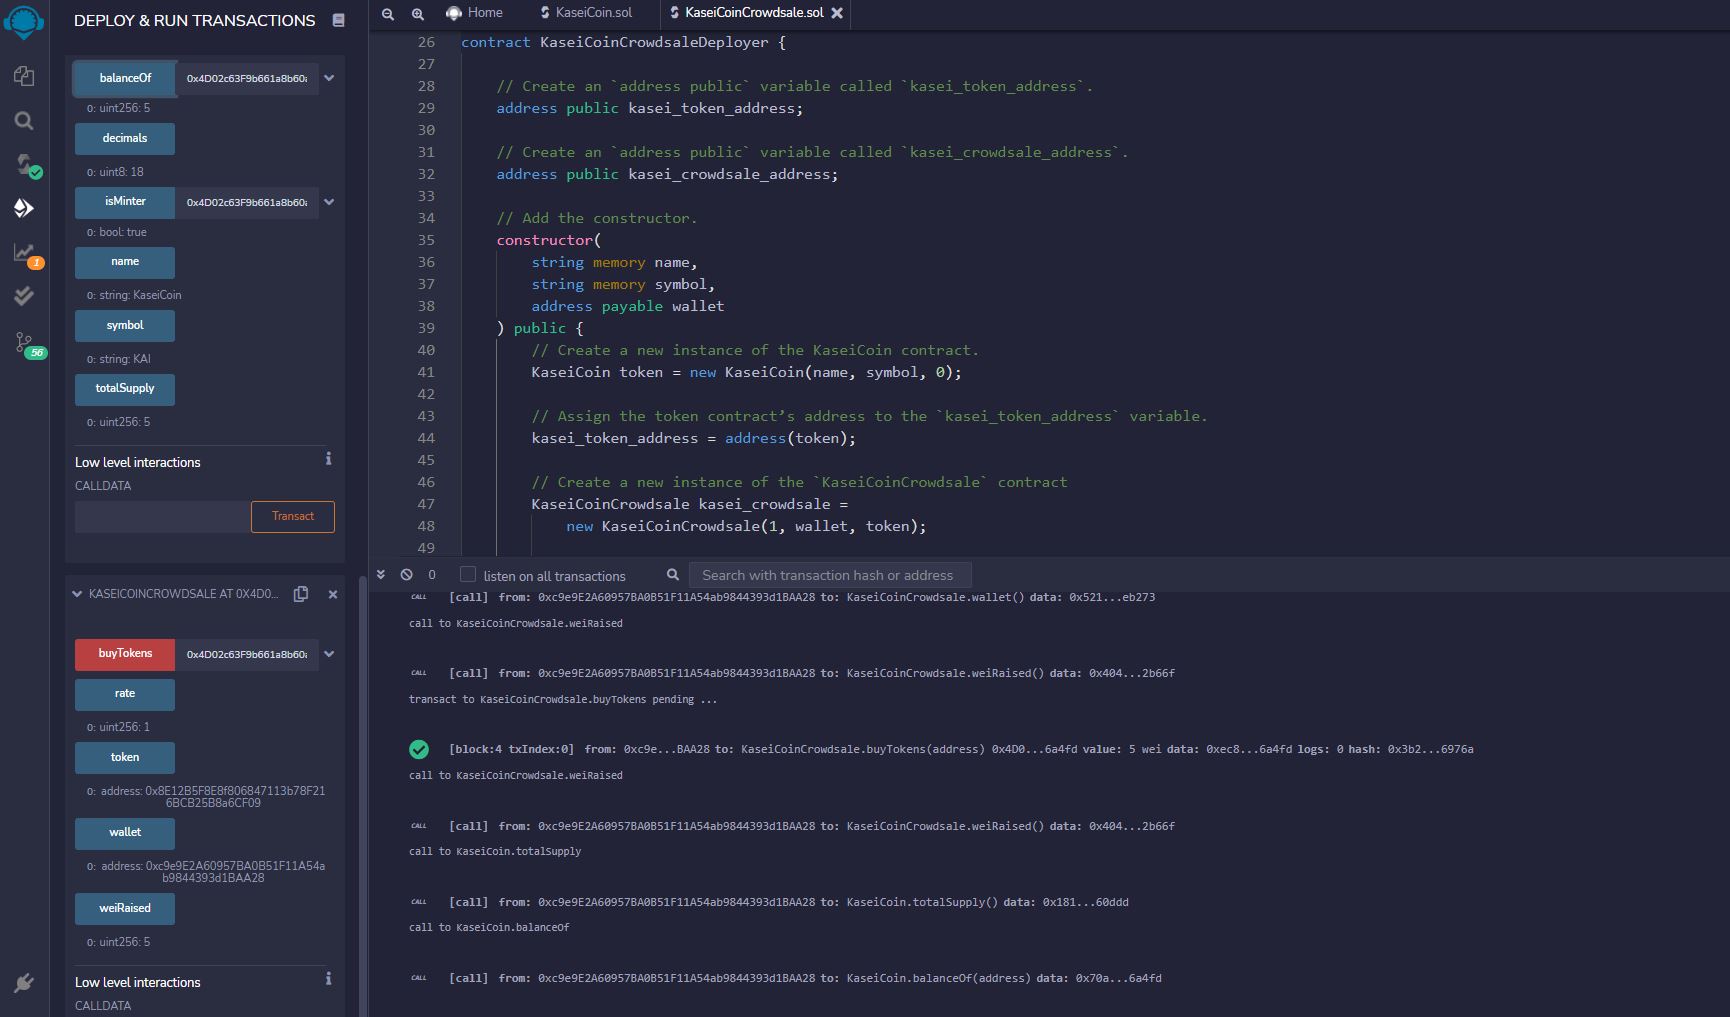 DEPLOY & RUN TRANSACTIONS
balanceOf 0x4D02c63F9b661a8b60a
0: uint256: 5
decimals
0: uint8: 18
isMinter 0x4D02c63F9b661a8b60a
0: bool: true
name
0: string: KaseiCoin
symbol
0: string: KAI
totalSupply
0: uint256: 5
Low level interactions
CALLDATA
Transact
KASEICOINCROWDSALE AT 0X4D0...
buyTokens 0x4D02c63F9b661a8b60a
rate
0: uint256: 1
token
0: address: 0x8E12B5F8E8f806847113b78F21
6BCB25B8a6CF09
wallet
0: address: 0xc9e9E2A60957BA0B51F11A54a
b9844393d1BAA28
weiRaised
0: uint256: 5
Low level interactions
CALLDATA
1
56
Home KaseiCoin.sol KaseiCoinCrowdsale.sol
26 contract KaseiCoinCrowdsaleDeployer {
27
28 // Create an `address public` variable called `kasei_token_address`.
29 address public kasei_token_address;
30
31 // Create an `address public` variable called `kasei_crowdsale_address`.
32 address public kasei_crowdsale_address;
33
34 // Add the constructor.
35 constructor(
36 string memory name,
37 string memory symbol,
38 address payable wallet
39 ) public {
40 // Create a new instance of the KaseiCoin contract.
41 KaseiCoin token = new KaseiCoin(name, symbol, 0);
42
43 // Assign the token contract’s address to the `kasei_token_address` variable.
44 kasei_token_address = address(token);
45
46 // Create a new instance of the `KaseiCoinCrowdsale` contract
47 KaseiCoinCrowdsale kasei_crowdsale =
48 new KaseiCoinCrowdsale(1, wallet, token);
49
0 listen on all transactions Search with transaction hash or address
CALL [call] from: 0xc9e9E2A60957BA0B51F11A54ab9844393d1BAA28 to: KaseiCoinCrowdsale.wallet() data: 0x521...eb273
call to KaseiCoinCrowdsale.weiRaised
CALL [call] from: 0xc9e9E2A60957BA0B51F11A54ab9844393d1BAA28 to: KaseiCoinCrowdsale.weiRaised() data: 0x404...2b66f
transact to KaseiCoinCrowdsale.buyTokens pending ...
[block:4 txIndex:0] from: 0xc9e...BAA28 to: KaseiCoinCrowdsale.buyTokens(address) 0x4D0...6a4fd value: 5 wei data: 0xec8...6a4fd logs: 0 hash: 0x3b2...6976a
call to KaseiCoinCrowdsale.weiRaised
CALL [call] from: 0xc9e9E2A60957BA0B51F11A54ab9844393d1BAA28 to: KaseiCoinCrowdsale.weiRaised() data: 0x404...2b66f
call to KaseiCoin.totalSupply
CALL [call] from: 0xc9e9E2A60957BA0B51F11A54ab9844393d1BAA28 to: KaseiCoin.totalSupply() data: 0x181...60ddd
call to KaseiCoin.balanceOf
CALL [call] from: 0xc9e9E2A60957BA0B51F11A54ab9844393d1BAA28 to: KaseiCoin.balanceOf(address) data: 0x70a...6a4fd